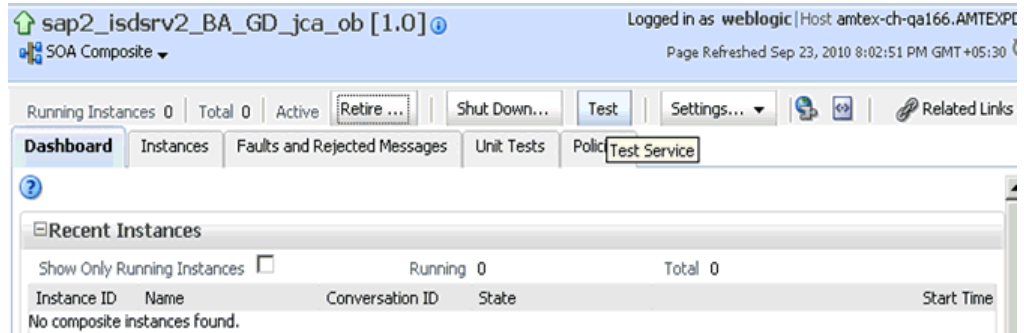 sap2_isdsrv2_BA_GD_jca_ob [1.0]
Logged in as weblogic|Host amtex-ch-qa166.AMTEXPD
SOA Composite
Page Refreshed Sep 23, 2010 8:02:51 PM GMT+05:30
Running Instances 0 | Total 0 | Active Retire ... Shut Down... Test Settings... Related Links
Dashboard Instances Faults and Rejected Messages Unit Tests
Test Service
Recent Instances
Show Only Running Instances Running 0 Total 0
Instance ID Name Conversation ID State Start Time
No composite instances found.